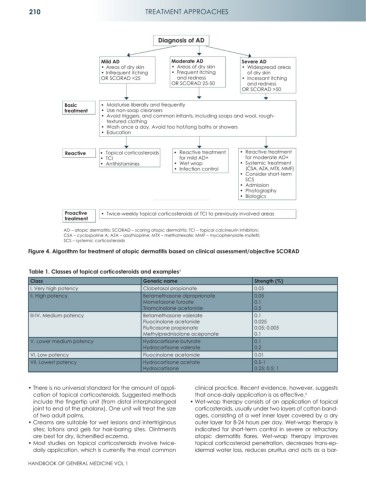 210
TREATMENT APPROACHES
Diagnosis of AD
Mild AD
• Areas of dry skin
• Infrequent itching
OR SCORAD <25
Moderate AD
• Areas of dry skin
• Frequent itching
and redness
OR SCORAD 25-50
Severe AD
• Widespread areas
of dry skin
• Incessant itching
and redness
OR SCORAD >50
Basic
treatment
• Moisturise liberally and frequently
• Use non-soap cleansers
• Avoid triggers, and common irritants, including soaps and wool, rough-
textured clothing
• Wash once a day. Avoid too hot/long baths or showers
• Education
Reactive
• Topical corticosteroids
• TCI
• Antihistamines
• Reactive treatment
for mild AD+
• Wet wrap
• Infection control
• Reactive treatment
for moderate AD+
• Systemic treatment
(CSA, AZA, MTX, MMF)
• Consider short-term
SCS
• Admission
• Photography
• Biologics
Proactive
treatment
• Twice-weekly topical corticosteroids of TCI to previously involved areas
AD – atopic dermatitis; SCORAD – scoring atopic dermatitis; TCI – topical calcineurin inhibitors;
CSA – cyclosporine A; AZA – azathioprine; MTX – methotrexate; MMF – mycophenolate mofetil;
SCS – systemic corticosteroids
Figure 4. Algorithm for treatment of atopic dermatitis based on clinical assessment/objective SCORAD
Table 1. Classes of topical corticosteroids and examples
Class Generic name Strength (%)
I. Very high potency Clobetasol propionate 0.05
II. High potency Betamethasone dipropionate 0.05
Mometasone furoate 0.1
Triamcinolone acetonide 0.5
III-IV. Medium potency Betamethasone valerate 0.1
Fluocinolone acetonide 0.025
Fluticasone propionate 0.05; 0.005
Methylprednisolone aceponate 0.1
V. Lower medium potency Hydrocortisone butyrate 0.1
Hydrocortisone valerate 0.2
VI. Low potency Fluocinolone acetonide 0.01
VII. Lowest potency Hydrocortisone acetate 0.5-1
Hydrocortisone 0.25; 0.5; 1
• There is no universal standard for the amount of appli-
cation of topical corticosteroids. Suggested methods
include the fingertip unit (from distal interphalangeal
joint to end of the phalanx). One unit will treat the size
of two adult palms.
• Creams are suitable for wet lesions and intertriginous
sites; lotions and gels for hair-baring sites. Ointments
are best for dry, lichenified eczema.
• Most studies on topical corticosteroids involve twice-
daily application, which is currently the most common
clinical practice. Recent evidence, however, suggests
that once-daily application is as effective.
• Wet-wrap therapy consists of an application of topical
corticosteroids, usually under two layers of cotton band-
ages, consisting of a wet inner layer covered by a dry
outer layer for 8-24 hours per day. Wet-wrap therapy is
indicated for short-term control in severe or refractory
atopic dermatitis flares. Wet-wrap therapy improves
topical corticosteroid penetration, decreases trans-ep-
idermal water loss, reduces pruritus and acts as a bar-
HANDBOOK OF GENERAL MEDICINE VOL 1